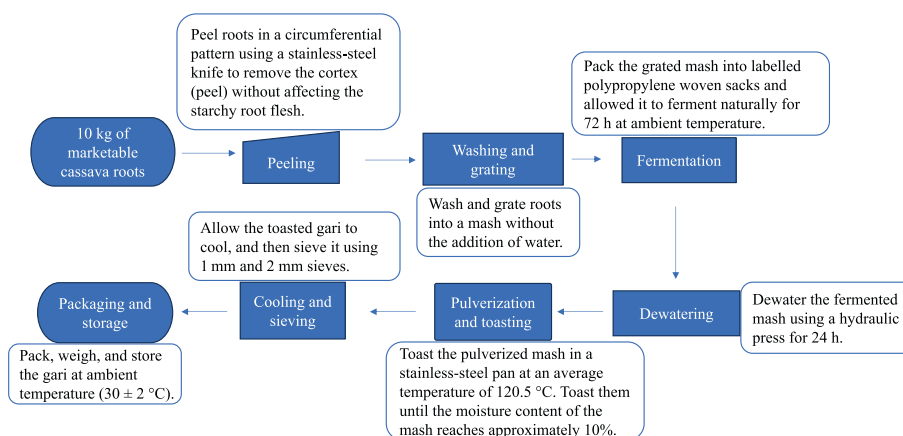 Peel roots in a circumferential
pattern using a stainless-steel
knife to remove the cortex
(peel) without affecting the
starchy root flesh.
Pack the grated mash into labelled
polypropylene woven sacks and
allowed it to ferment naturally for
72 h at ambient temperature.
10 kg of
marketable
cassava roots
Peeling
Washing and
grating
Fermentation
Wash and grate roots
into a mash without
the addition of water.
Allow the toasted gari to
cool, and then sieve it using
1 mm and 2 mm sieves.
Packaging and
storage
Cooling and
sieving
Pulverization
and toasting
Dewatering
Dewater the fermented
mash using a hydraulic
press for 24 h.
Pack, weigh, and store
the gari at ambient
temperature (30 ± 2 °C).
Toast the pulverized mash in a
stainless-steel pan at an average
temperature of 120.5 °C. Toast them
until the moisture content of the
mash reaches approximately 10%.